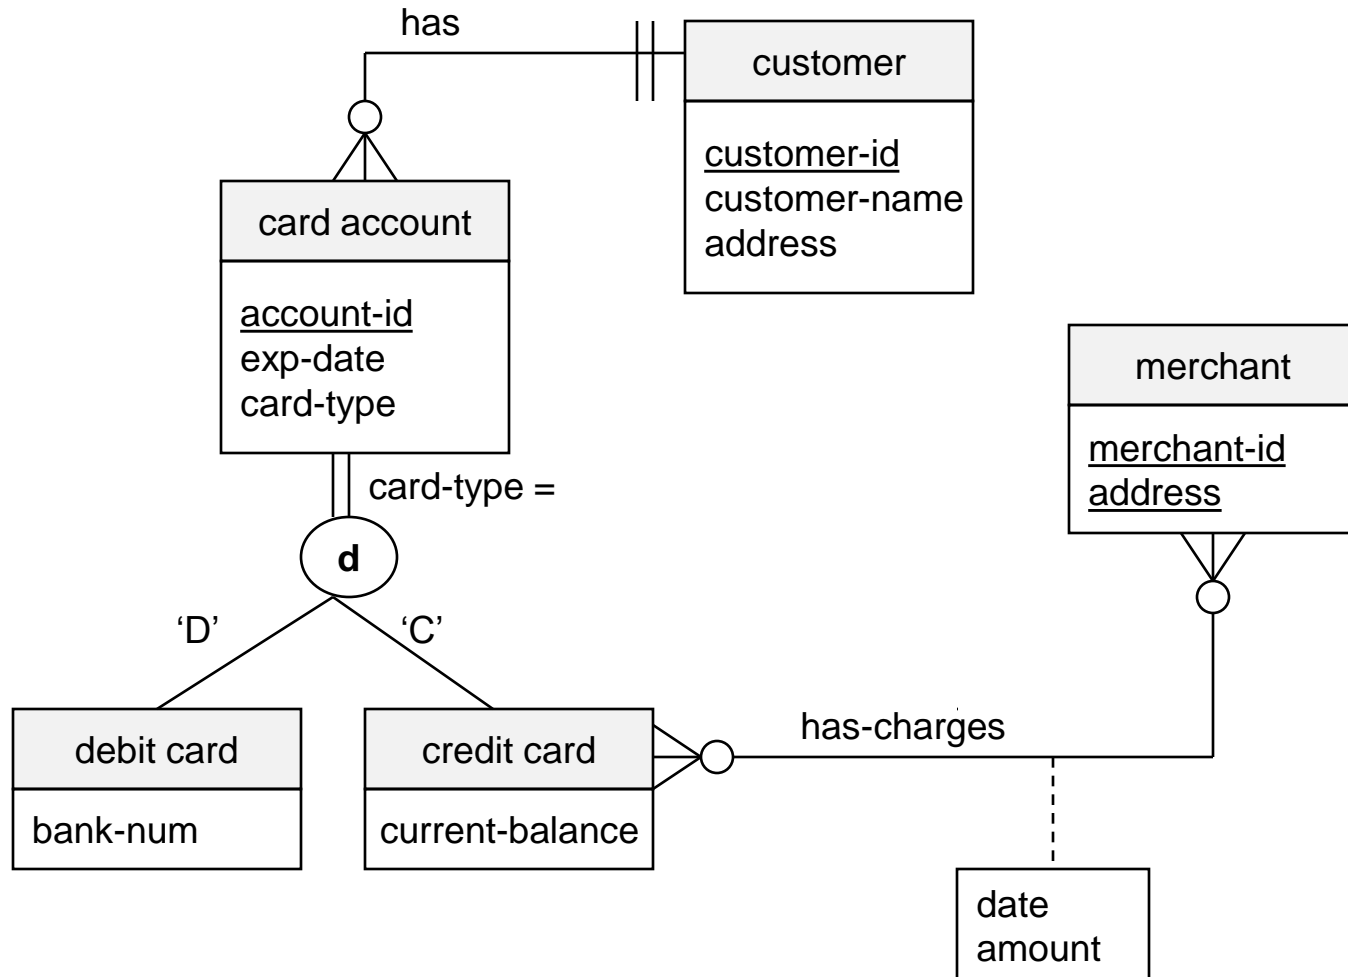 has
customer
customer-id
customer-name
address
card account
account-id
exp-date
card-type
merchant
merchant-id
address
card-type =
d
‘D’
‘C’
has-charges
debit card
credit card
bank-num
current-balance
date
amount